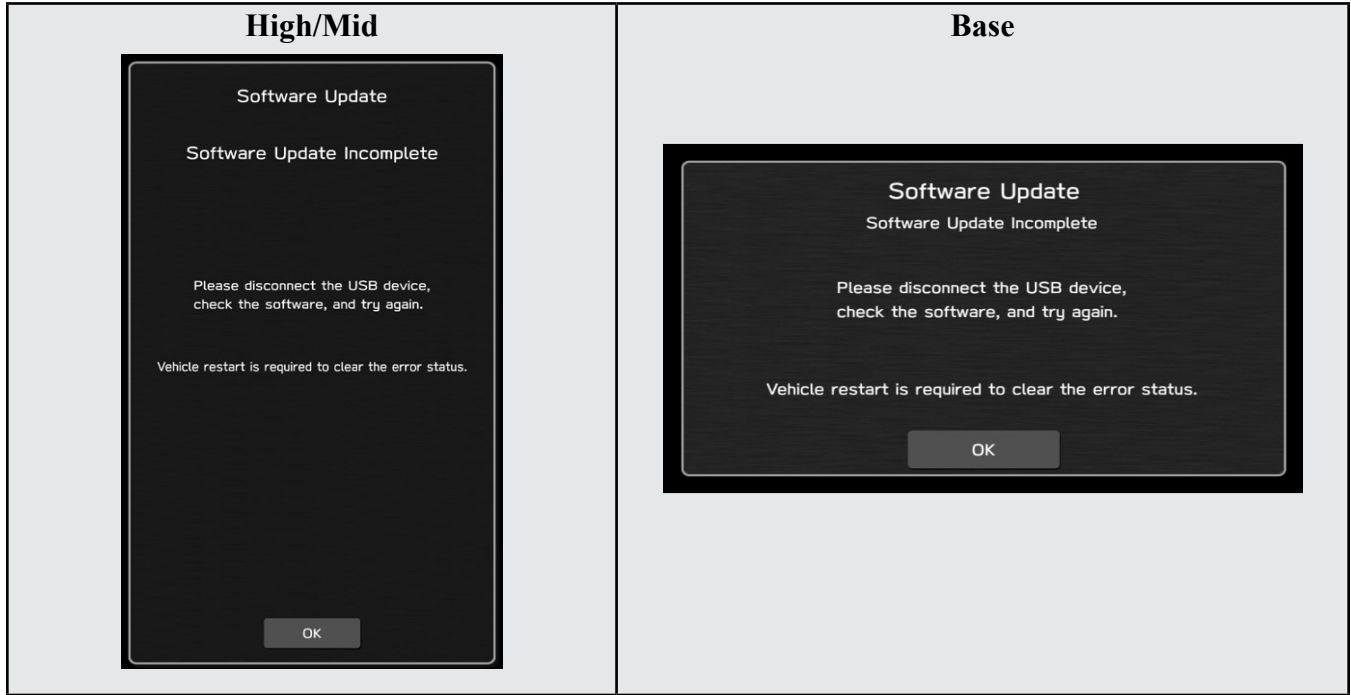 High/Mid
Software Update
Software Update Incomplete
Please disconnect the USB device,
check the software, and try again.
Vehicle restart is required to clear the error status.
OK
Base
Software Update
Software Update Incomplete
Please disconnect the USB device,
check the software, and try again.
Vehicle restart is required to clear the error status.
OK